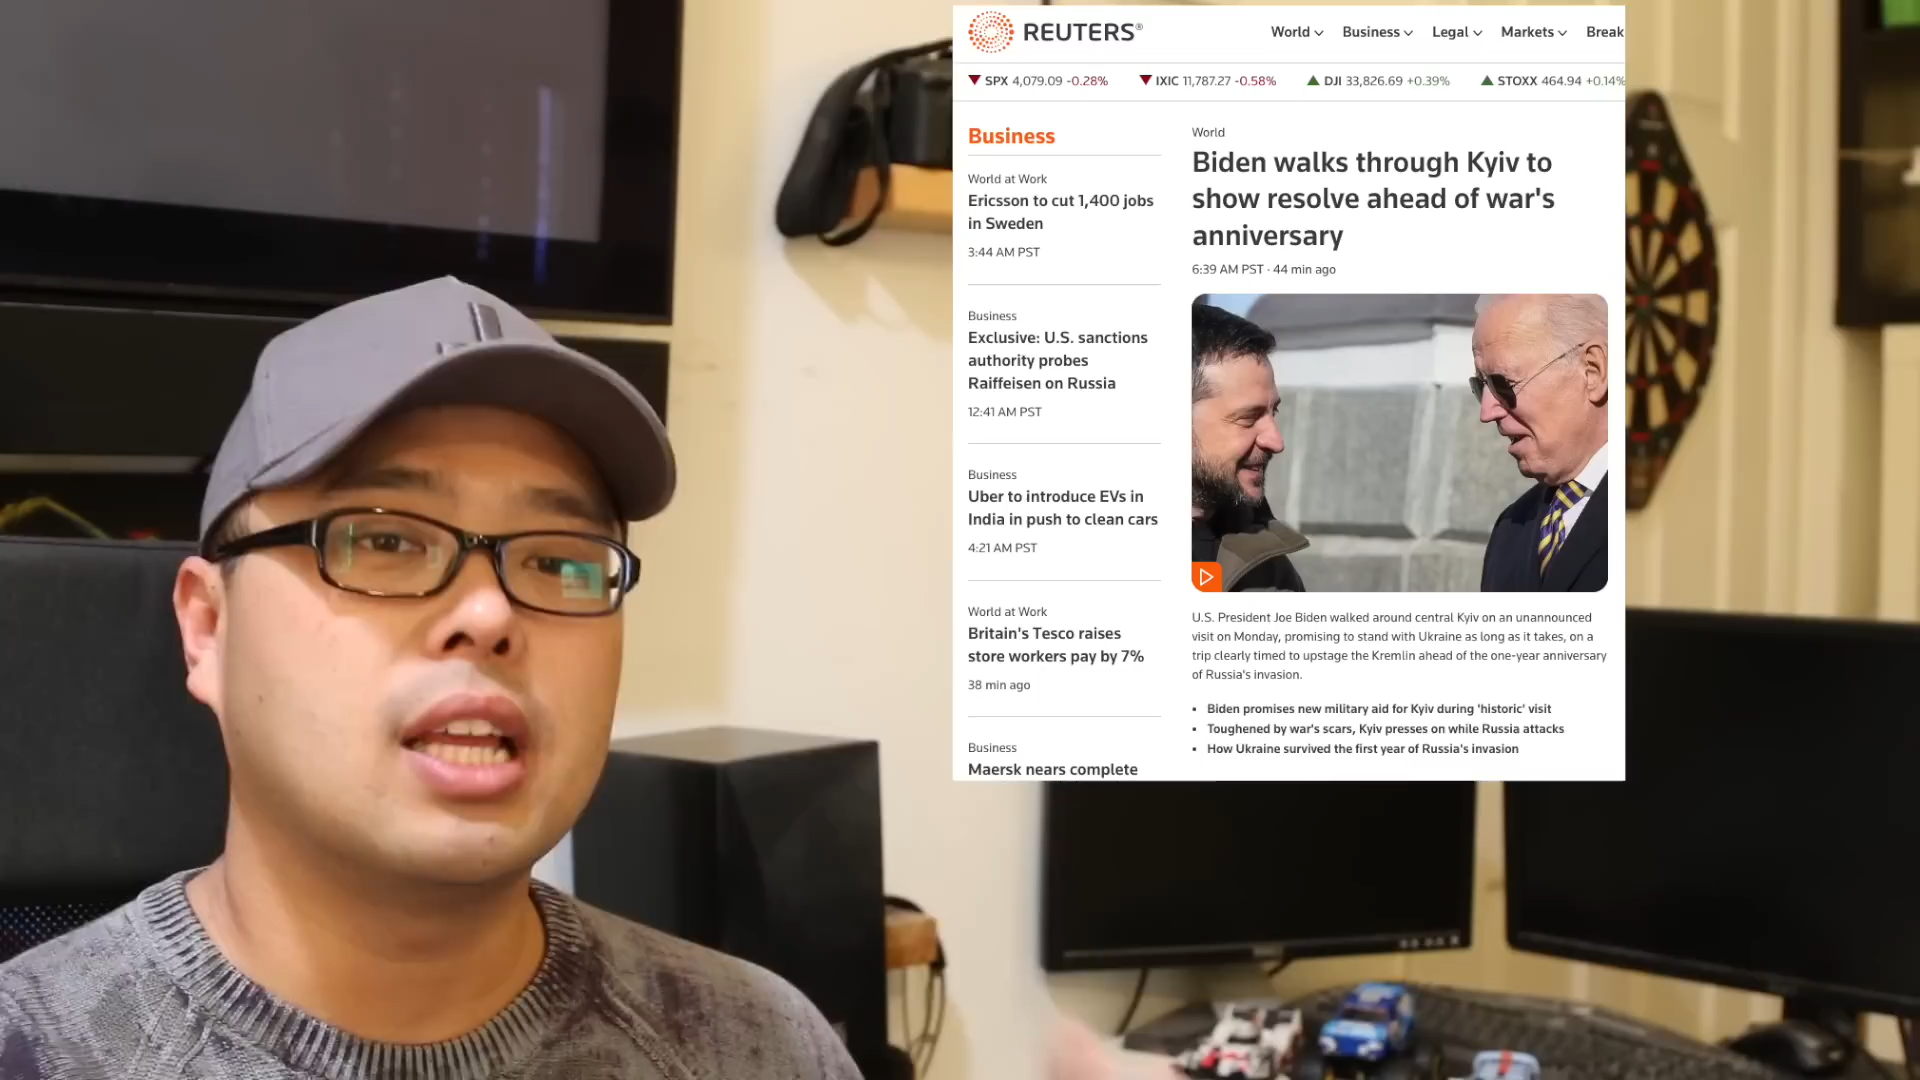 REUTERS®
World Business Legal Markets Break
SPX 4,079.09 -0.28% IXIC 11,787.27 -0.58% DJI 33,826.69 +0.39% STOXX 464.94 +0.14%
Business
World at Work
Ericsson to cut 1,400 jobs
in Sweden
3:44 AM PST
Business
Exclusive: U.S. sanctions
authority probes
Raiffeisen on Russia
12:41 AM PST
Business
Uber to introduce EVs in
India in push to clean cars
4:21 AM PST
World at Work
Britain's Tesco raises
store workers pay by 7%
38 min ago
Business
Maersk nears complete
World
Biden walks through Kyiv to
show resolve ahead of war's
anniversary
6:39 AM PST · 44 min ago
U.S. President Joe Biden walked around central Kyiv on an unannounced
visit on Monday, promising to stand with Ukraine as long as it takes, on a
trip clearly timed to upstage the Kremlin ahead of the one-year anniversary
of Russia's invasion.
• Biden promises new military aid for Kyiv during 'historic' visit
• Toughened by war's scars, Kyiv presses on while Russia attacks
• How Ukraine survived the first year of Russia's invasion